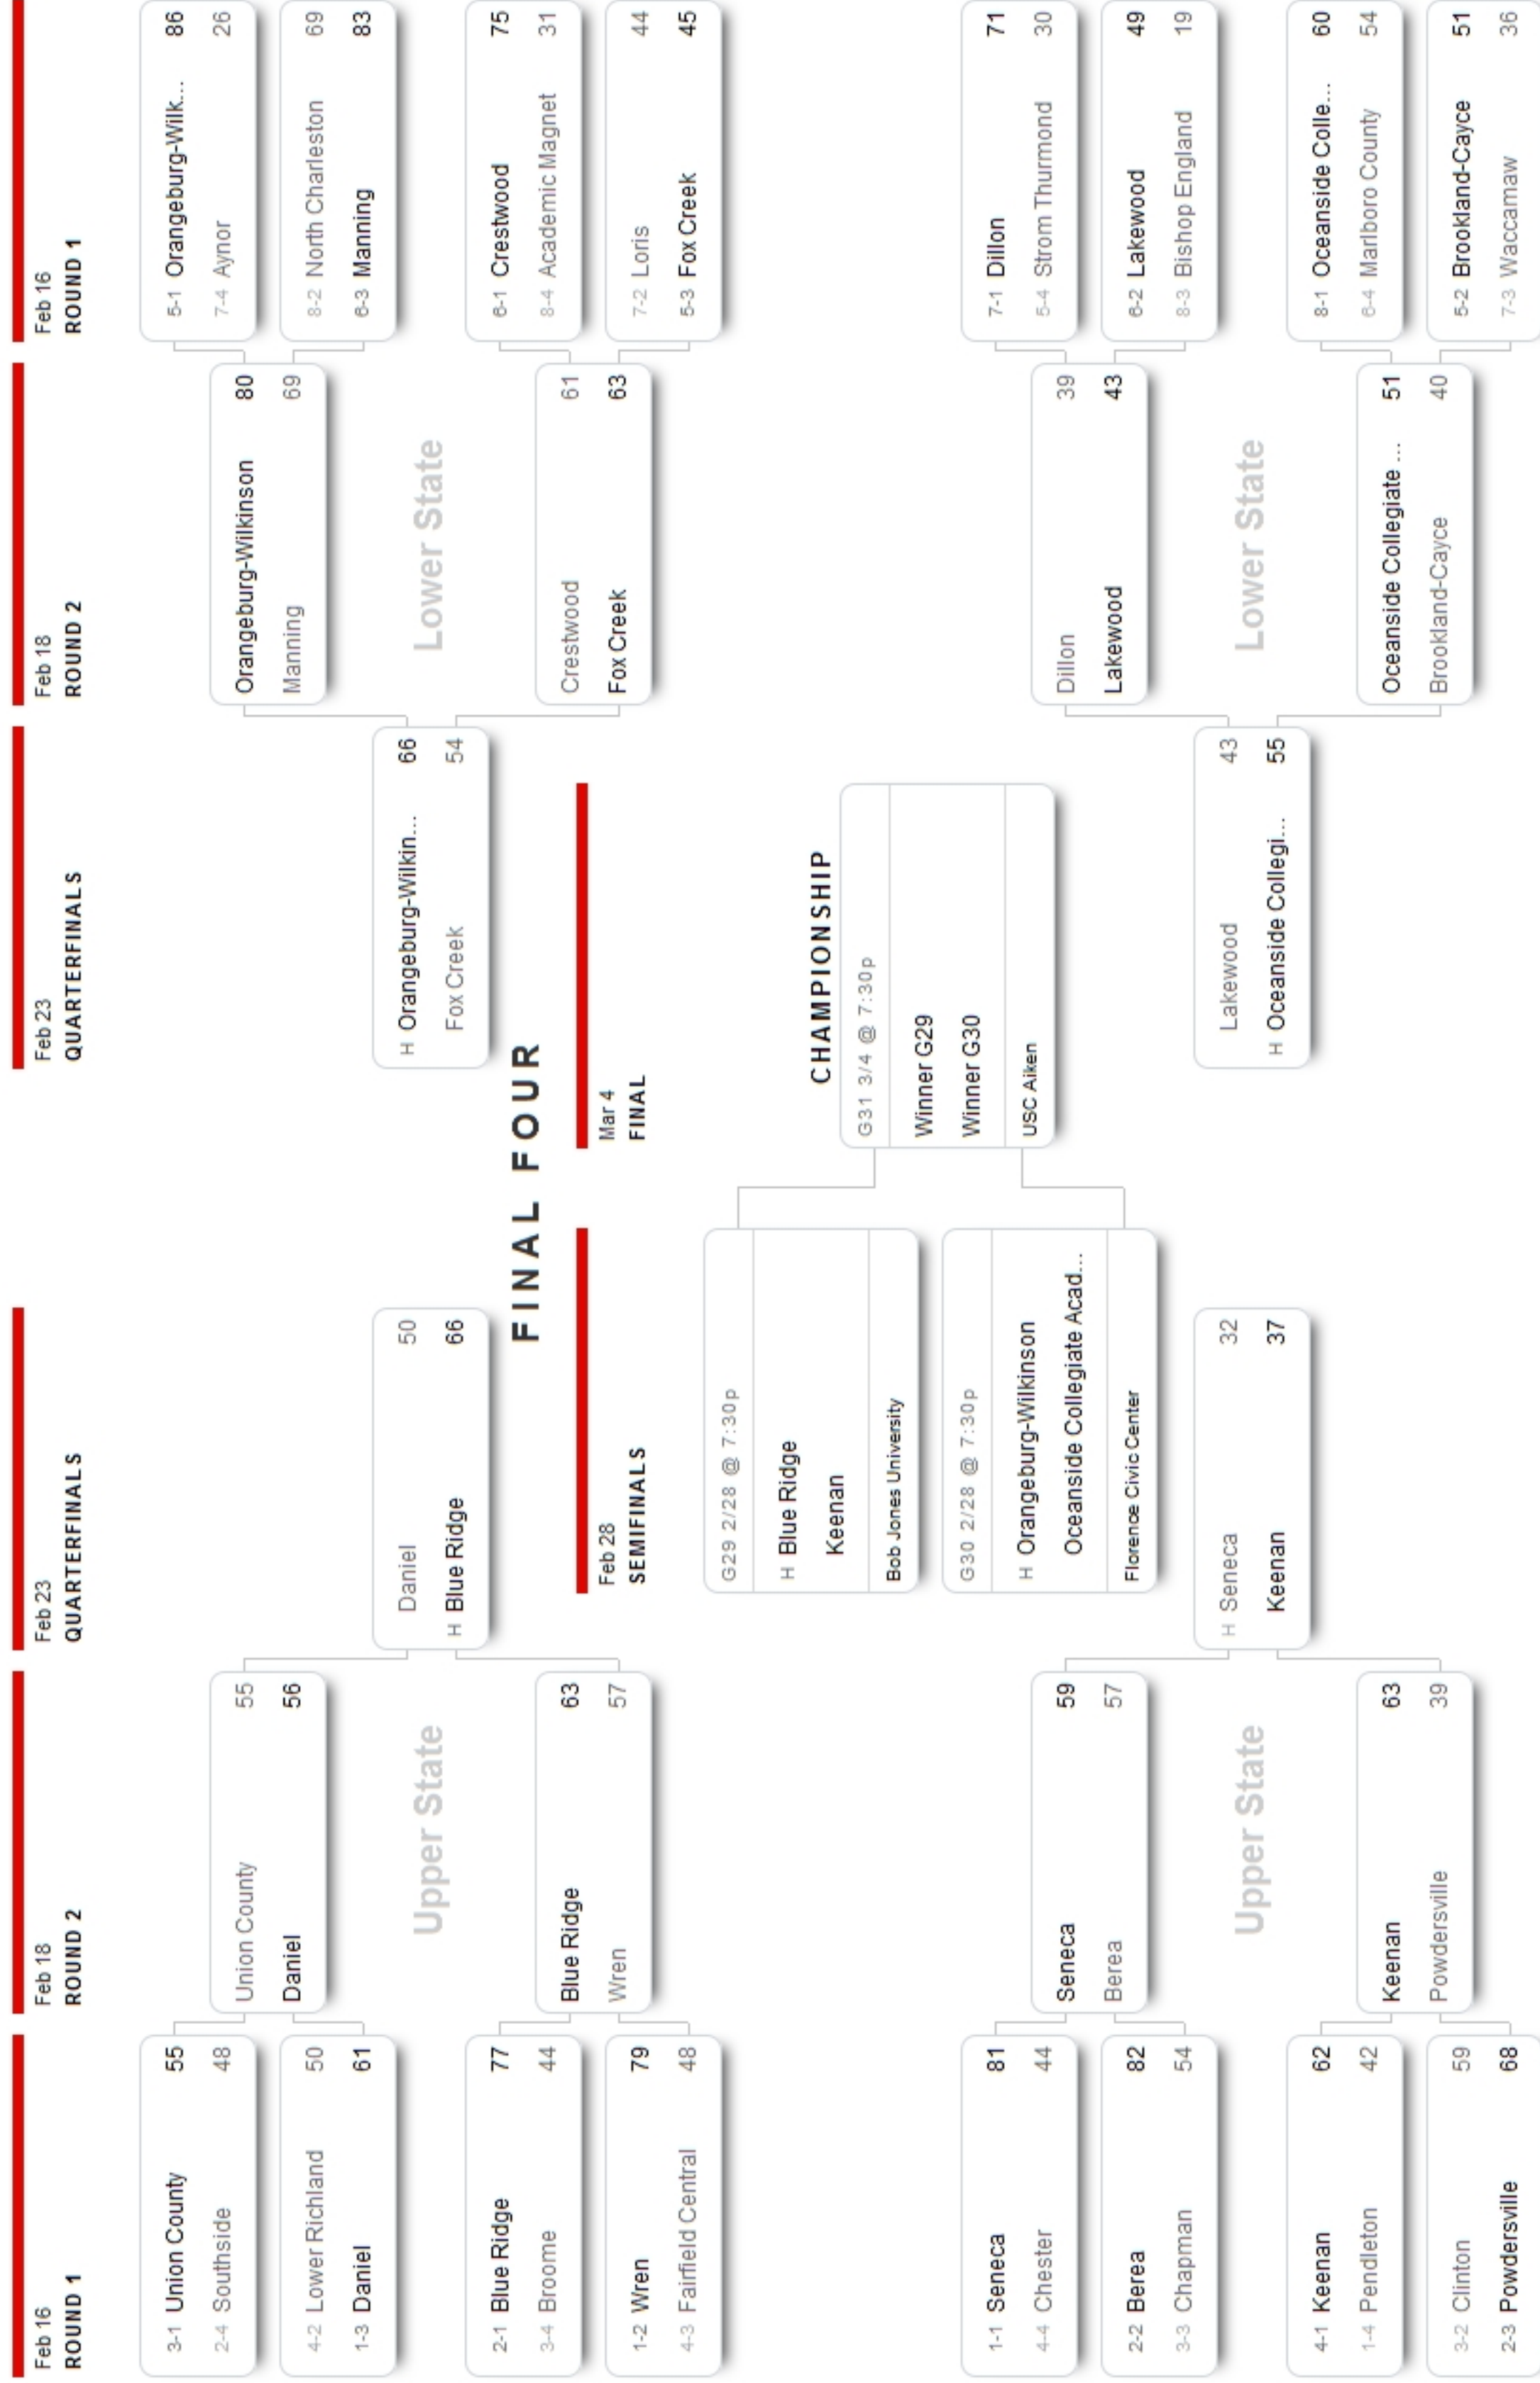 Feb 16
ROUND 1
Feb 18
ROUND 2
Feb 23
QUARTERFINALS
Feb 23
QUARTERFINALS
Feb 18
ROUND 2
Feb 16
ROUND 1
3-1 Union County 55
2-4 Southside 48
4-2 Lower Richland 50
1-3 Daniel 61
2-1 Blue Ridge 77
3-4 Broome 44
1-2 Wren 79
4-3 Fairfield Central 48
1-1 Seneca 81
4-4 Chester 44
2-2 Berea 82
3-3 Chapman 54
4-1 Keenan 62
1-4 Pendleton 42
3-2 Clinton 59
2-3 Powdersville 68
Union County 55
Daniel 56
Upper State
Blue Ridge 63
Wren 57
Seneca 59
Berea 57
Upper State
Keenan 63
Powdersville 39
Daniel 50
H Blue Ridge 66
H Seneca 32
Keenan 37
FINAL FOUR
Feb 28
SEMIFINALS
Mar 4
FINAL
G29 2/28 @ 7:30p
H Blue Ridge
Keenan
Bob Jones University
G30 2/28 @ 7:30p
H Orangeburg-Wilkinson
Oceanside Collegiate Acad...
Florence Civic Center
CHAMPIONSHIP
G31 3/4 @ 7:30p
Winner G29
Winner G30
USC Aiken
H Orangeburg-Wilkin... 66
Fox Creek 54
Lakewood 43
H Oceanside Collegi... 55
Orangeburg-Wilkinson 80
Manning 69
Lower State
Crestwood 61
Fox Creek 63
Dillon 39
Lakewood 43
Lower State
Oceanside Collegiate ... 51
Brookland-Cayce 40
5-1 Orangeburg-Wilk... 86
7-4 Aynor 26
8-2 North Charleston 69
6-3 Manning 83
6-1 Crestwood 75
8-4 Academic Magnet 31
7-2 Loris 44
5-3 Fox Creek 45
7-1 Dillon 71
5-4 Strom Thurmond 30
6-2 Lakewood 49
8-3 Bishop England 19
8-1 Oceanside Colle... 60
6-4 Marlboro County 54
5-2 Brookland-Cayce 51
7-3 Waccamaw 36